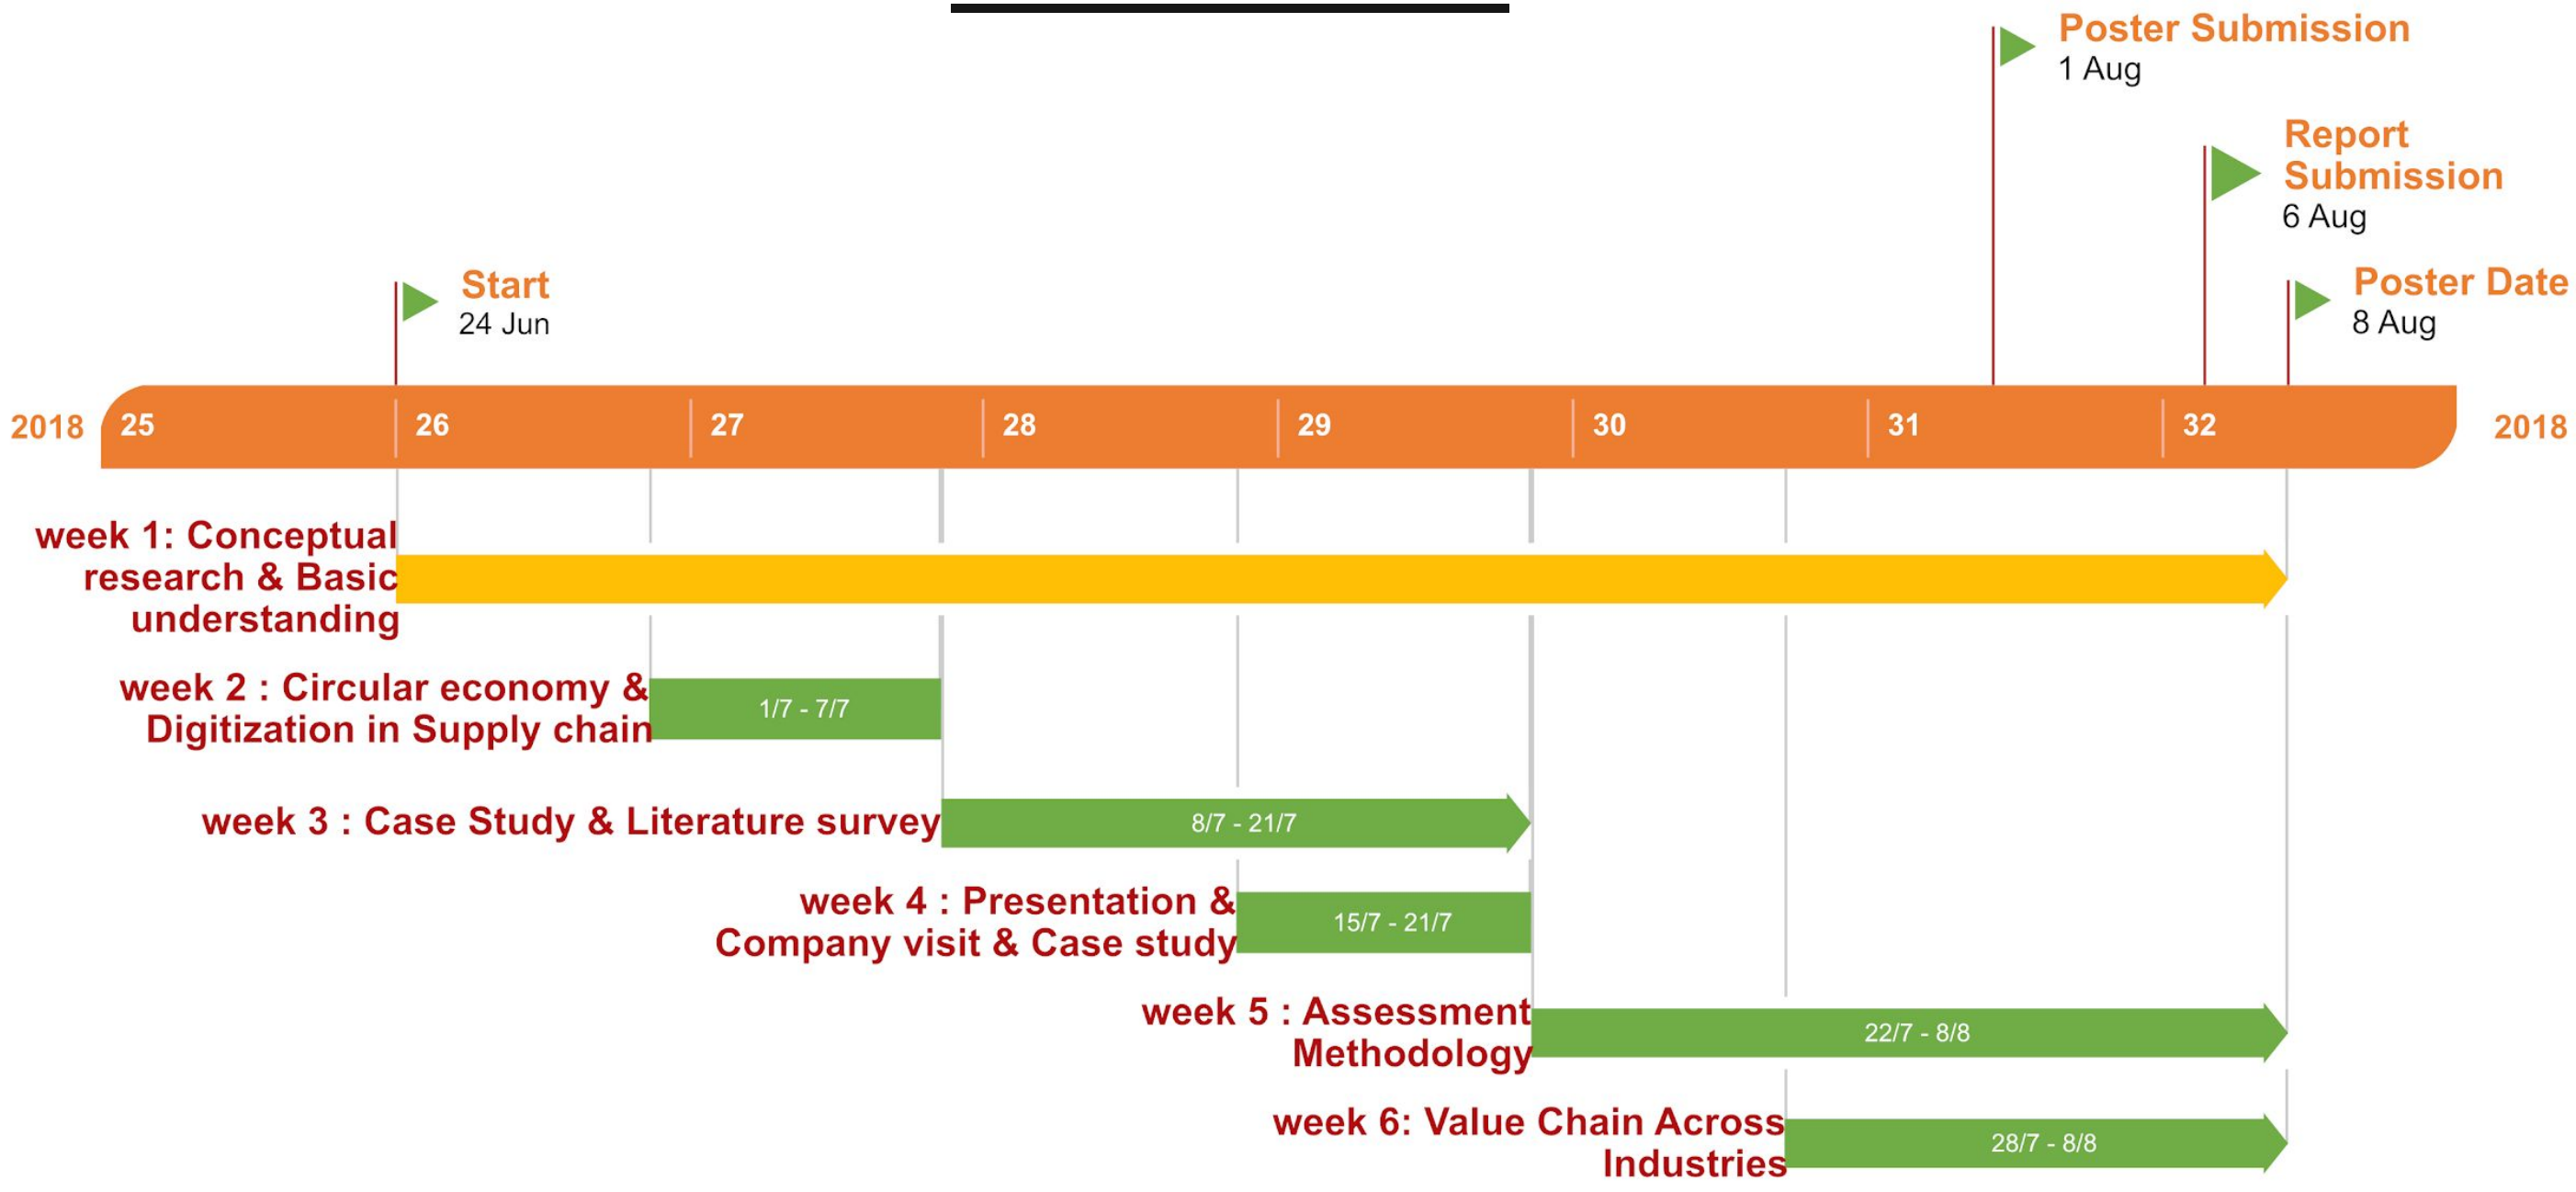 Poster Submission
1 Aug
Report
Submission
6 Aug
Start
24 Jun
Poster Date
8 Aug
2018 25 26 27 28 29 30 31 32 2018
week 1: Conceptual
research & Basic
understanding
week 2 : Circular economy &
Digitization in Supply chain
1/7 - 7/7
week 3 : Case Study & Literature survey
8/7 - 21/7
week 4 : Presentation &
Company visit & Case study
15/7 - 21/7
week 5 : Assessment
Methodology
22/7 - 8/8
week 6: Value Chain Across
Industries
28/7 - 8/8